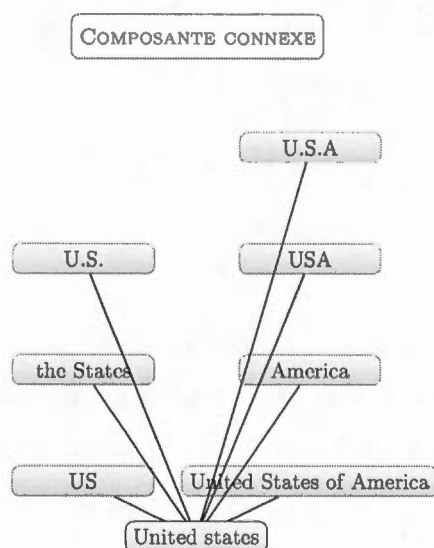 COMPOSANTE CONNEXE
U.S.A
U.S.
USA
the States
America
US
United States of America
United states